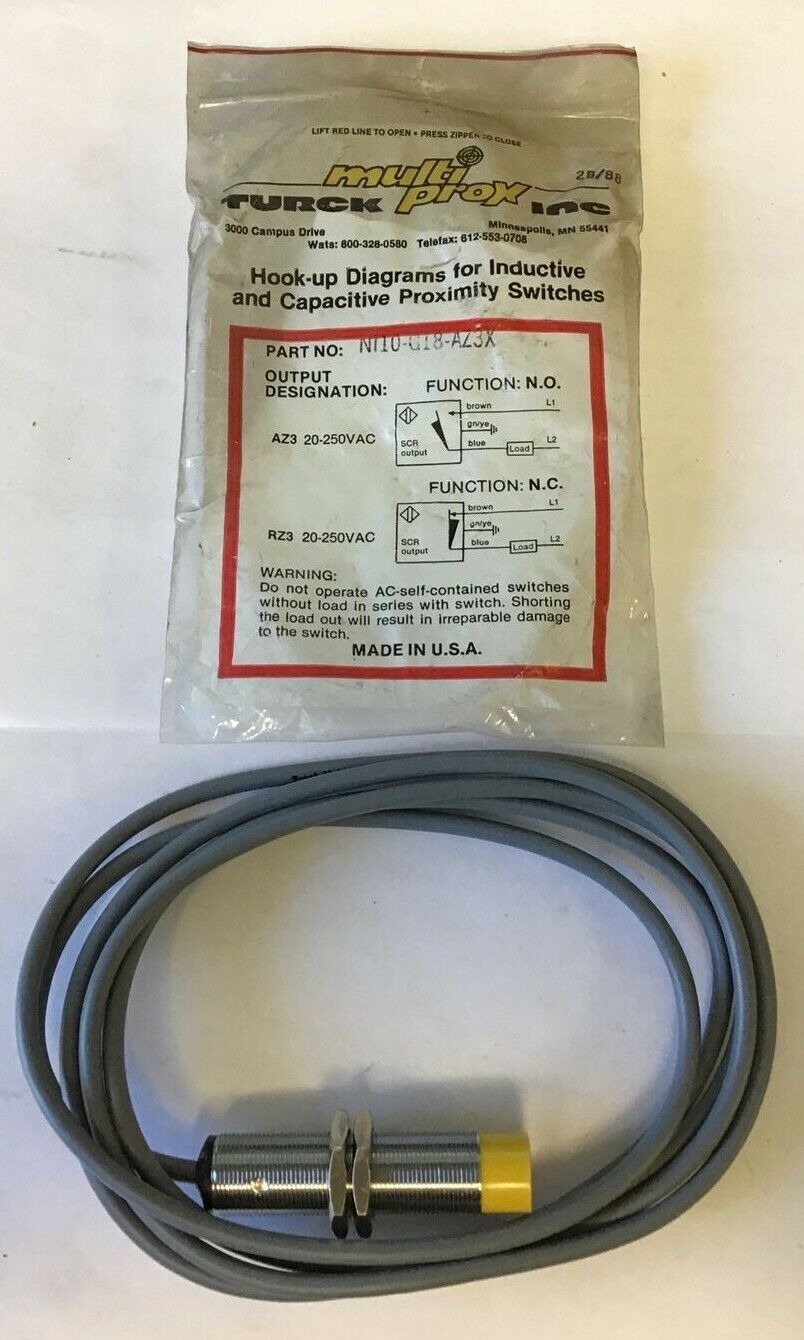 LIFT RED LINE TO OPEN • PRESS ZIPPER TO CLOSE
multi
prox
28/88
TURCK inc
3000 Campus Drive Minneapolis, MN 55441
Wats: 800-328-0580 Telefax: 612-553-0708
Hook-up Diagrams for Inductive
and Capacitive Proximity Switches
PART NO: NI10-G18-AZ3X
OUTPUT
DESIGNATION:
FUNCTION: N.O.
AZ3 20-250VAC
SCR
output
brown
L1
gn/ye
blue
Load
L2
FUNCTION: N.C.
RZ3 20-250VAC
SCR
output
brown
L1
gn/ye
blue
Load
L2
WARNING:
Do not operate AC-self-contained switches
without load in series with switch. Shorting
the load out will result in irreparable damage
to the switch.
MADE IN U.S.A.